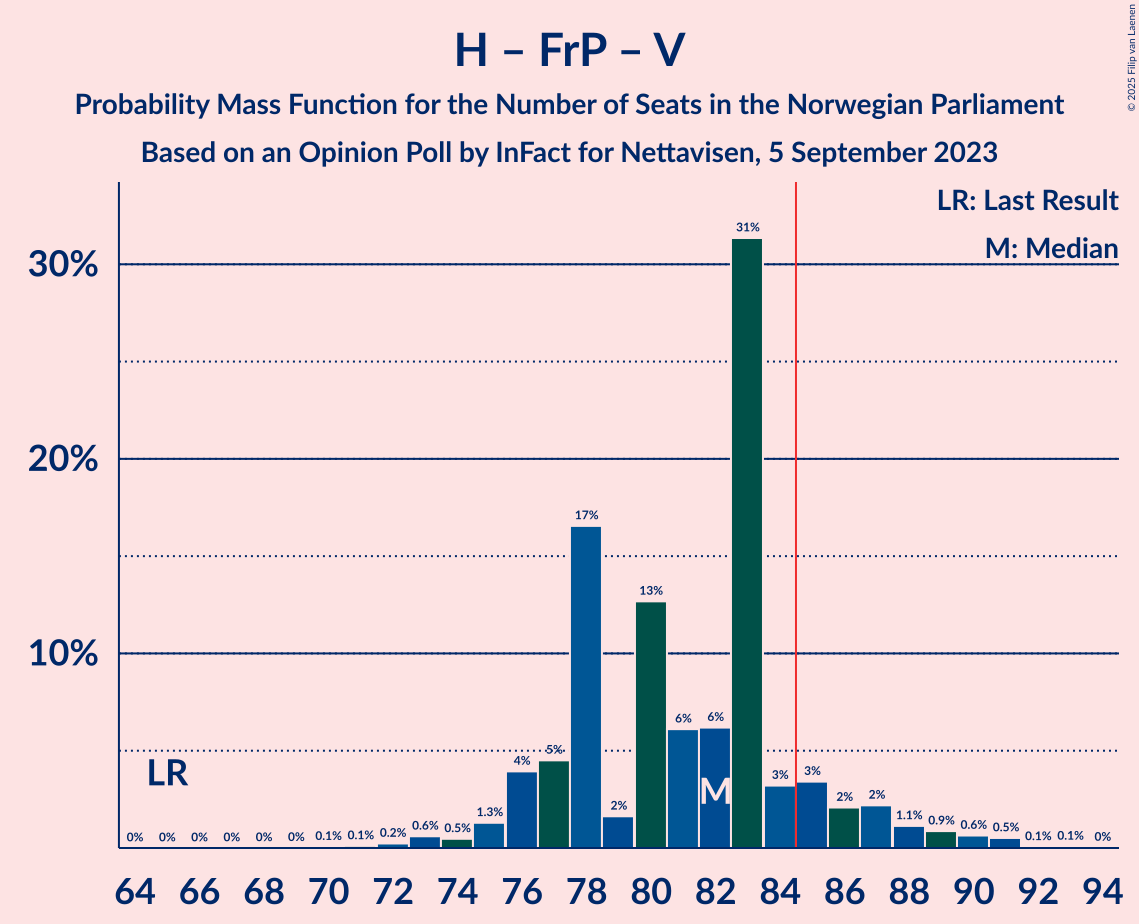 H – FrP – V
Probability Mass Function for the Number of Seats in the Norwegian Parliament
Based on an Opinion Poll by InFact for Nettavisen, 5 September 2023
© 2025 Filip van Laenen
LR: Last Result
M: Median
30%
20%
10%
LR
M
0% 0% 0% 0% 0% 0% 0.1% 0.1% 0.2% 0.6% 0.5% 1.3% 4% 5% 17% 2% 13% 6% 6% 31% 3% 3% 2% 2% 1.1% 0.9% 0.6% 0.5% 0.1% 0.1% 0%
64 66 68 70 72 74 76 78 80 82 84 86 88 90 92 94